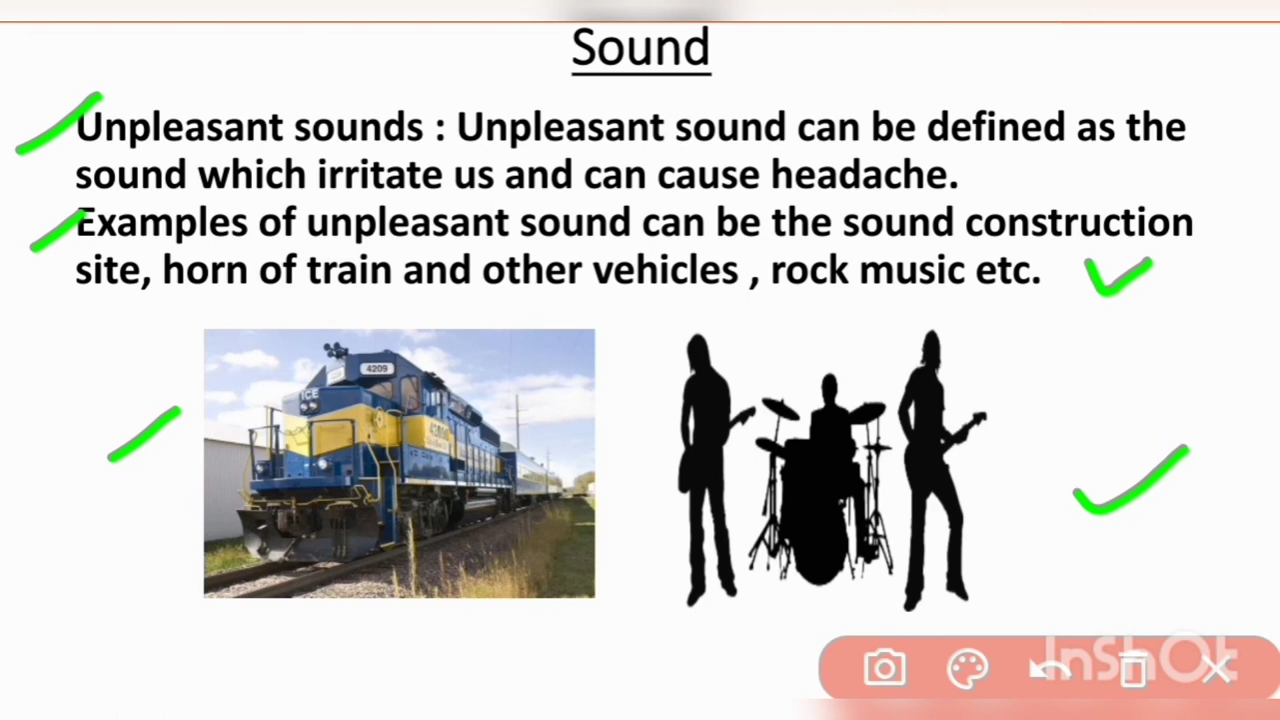 Sound
Unpleasant sounds : Unpleasant sound can be defined as the
sound which irritate us and can cause headache.
Examples of unpleasant sound can be the sound construction
site, horn of train and other vehicles , rock music etc.
4209
ICE
InShOt